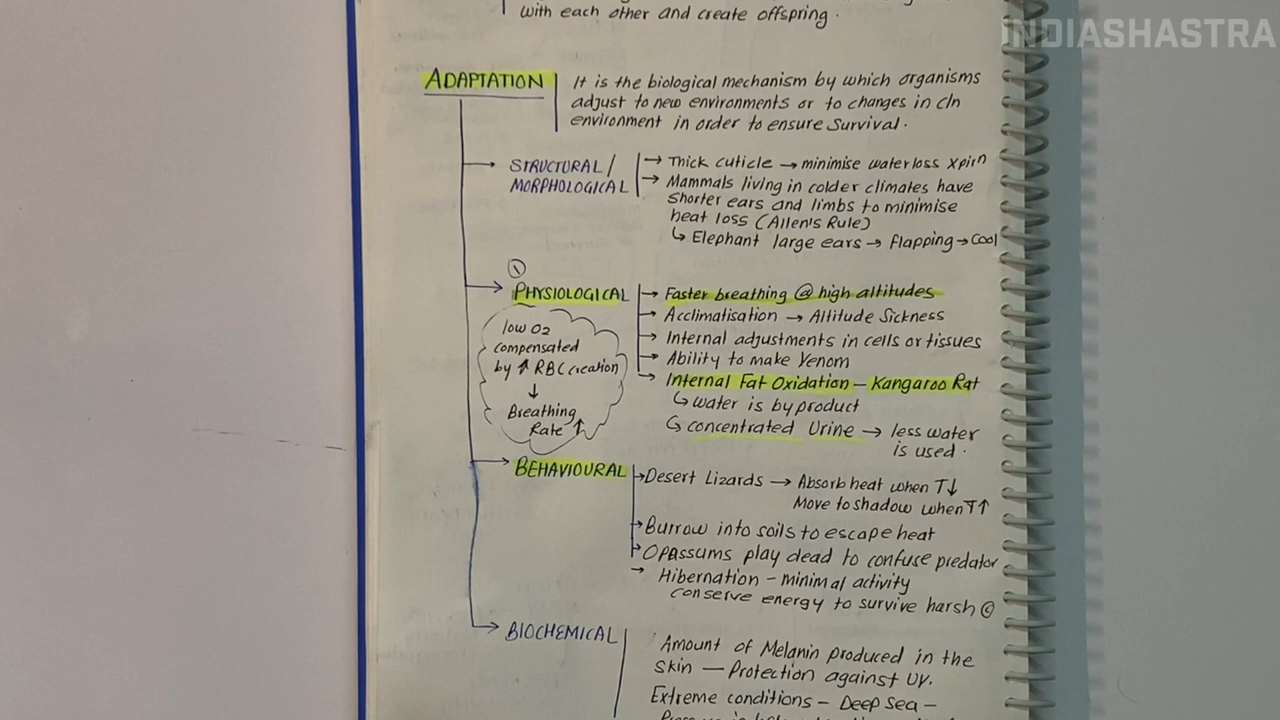 INDIASHASTRA
with each other and create offspring.
ADAPTATION
It is the biological mechanism by which organisms
adjust to new environments or to changes in c/n
environment in order to ensure Survival.
STRUCTURAL/
MORPHOLOGICAL
→ Thick cuticle → minimise water loss xpirn
→ Mammals living in colder climates have
shorter ears and limbs to minimise
heat loss (Allen's Rule)
↳ Elephant large ears → flapping → Cool
①
PHYSIOLOGICAL
→ Faster breathing @ high altitudes
→ Acclimatisation → Altitude Sickness
→ Internal adjustments in cells or tissues
→ Ability to make Venom
→ Internal Fat Oxidation – Kangaroo Rat
↳ water is by product
↳ concentrated Urine → less water
is used.
low O2
compensated
by ↑ RBC creation
↓
Breathing
Rate ↑
BEHAVIOURAL
→ Desert Lizards → Absorb heat when T↓
Move to shadow when T↑
→ Burrow into soils to escape heat
→ Opassums play dead to confuse predator
→ Hibernation – minimal activity
conserve energy to survive harsh ©
BIOCHEMICAL
Amount of Melanin produced in the
skin — Protection against UV.
Extreme conditions – Deep Sea –